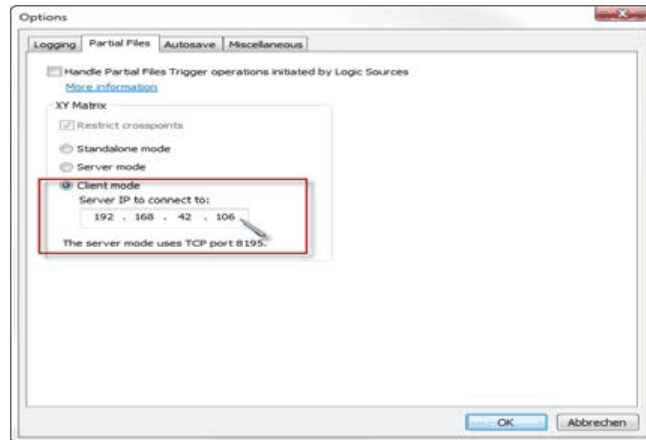 Options
Logging Partial Files Autosave Miscellaneous
Handle Partial Files Trigger operations initiated by Logic Sources
More information
XY Matrix
Restrict crosspoints
Standalone mode
Server mode
Client mode
Server IP to connect to:
192 . 168 . 42 . 106
The server mode uses TCP port 8195.
OK Abbrechen